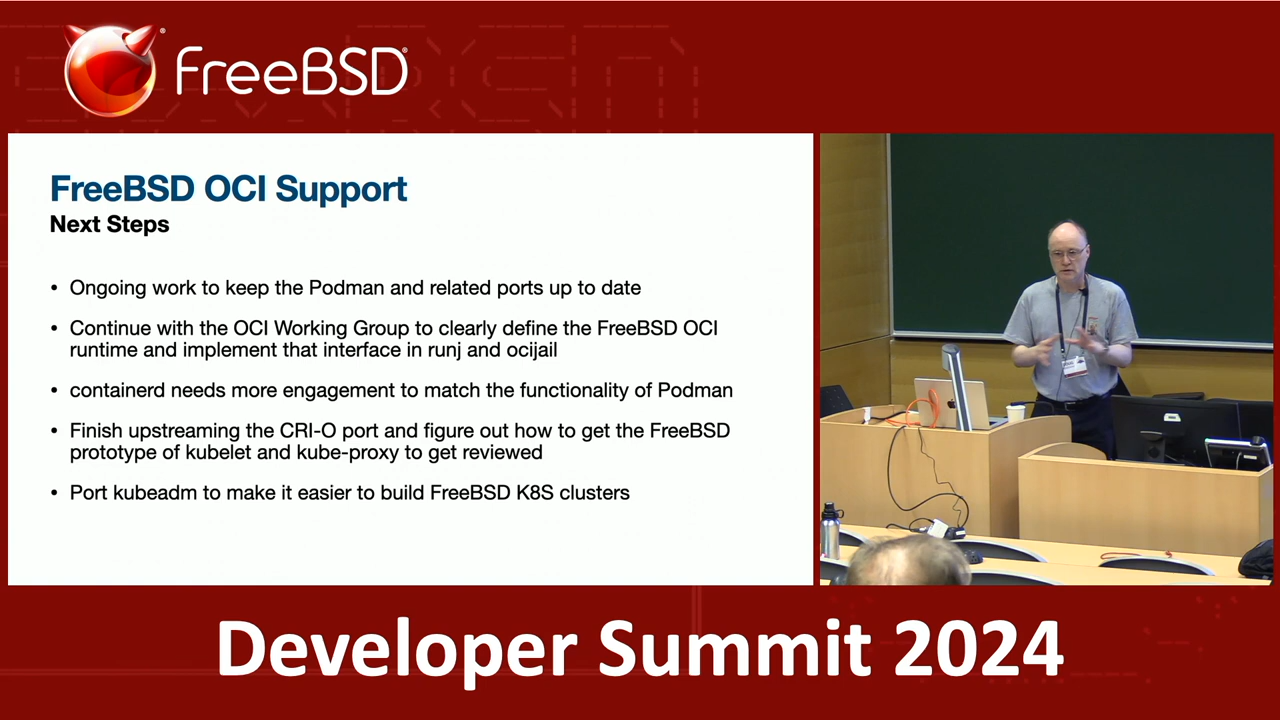 FreeBSD®
FreeBSD OCI Support
Next Steps
• Ongoing work to keep the Podman and related ports up to date
• Continue with the OCI Working Group to clearly define the FreeBSD OCI
runtime and implement that interface in runj and ocijail
• containerd needs more engagement to match the functionality of Podman
• Finish upstreaming the CRI-O port and figure out how to get the FreeBSD
prototype of kubelet and kube-proxy to get reviewed
• Port kubeadm to make it easier to build FreeBSD K8S clusters
Developer Summit 2024